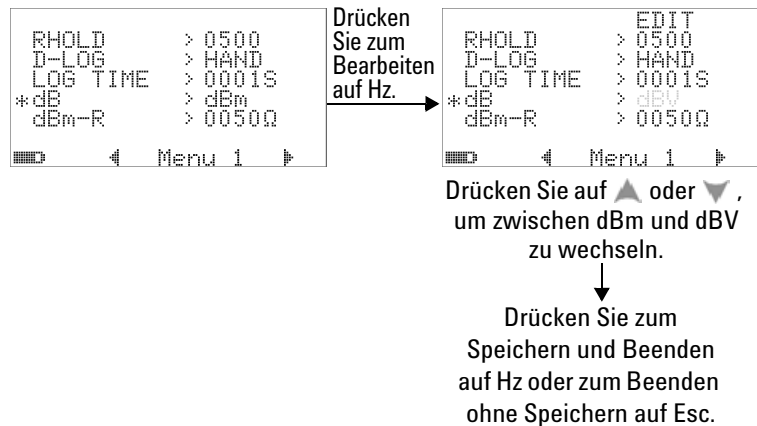 RHOLD > 0500
D-LOG > HAND
LOG TIME > 0001S
*dB > dBm
dBm-R > 0050Ω
Menu 1
Drücken
Sie zum
Bearbeiten
auf Hz.
EDIT
RHOLD > 0500
D-LOG > HAND
LOG TIME > 0001S
*dB > dBV
dBm-R > 0050Ω
Menu 1
Drücken Sie auf ▲ oder ▼,
um zwischen dBm und dBV
zu wechseln.
Drücken Sie zum
Speichern und Beenden
auf Hz oder zum Beenden
ohne Speichern auf Esc.